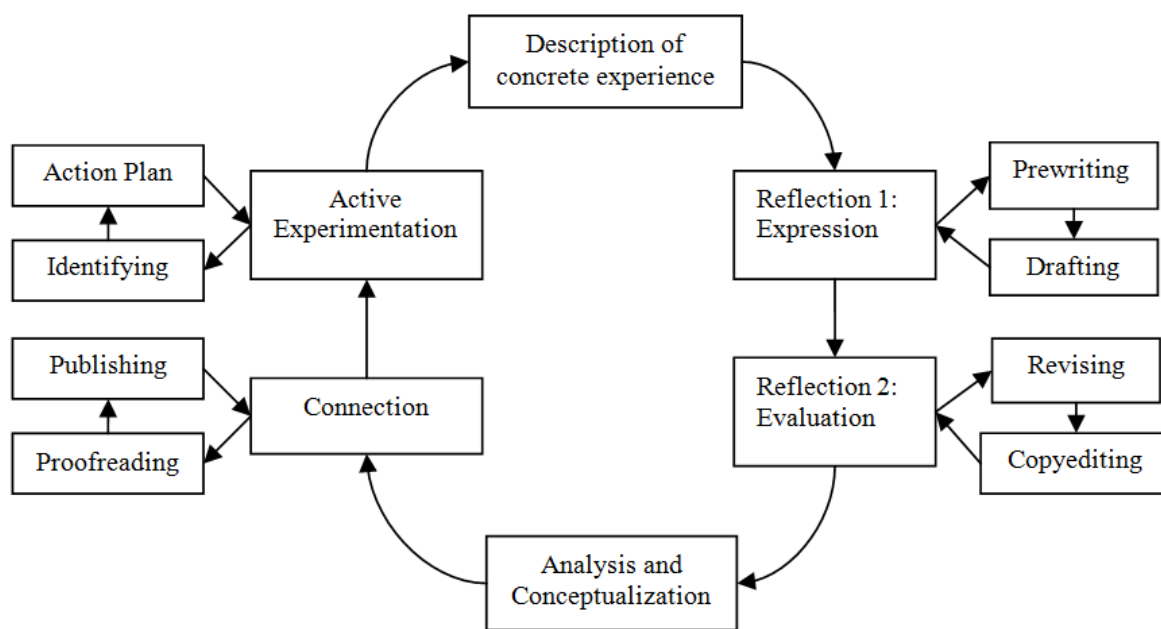 Description of
concrete experience
Action Plan
Identifying
Active
Experimentation
Reflection 1:
Expression
Prewriting
Drafting
Publishing
Proofreading
Connection
Reflection 2:
Evaluation
Revising
Copyediting
Analysis and
Conceptualization